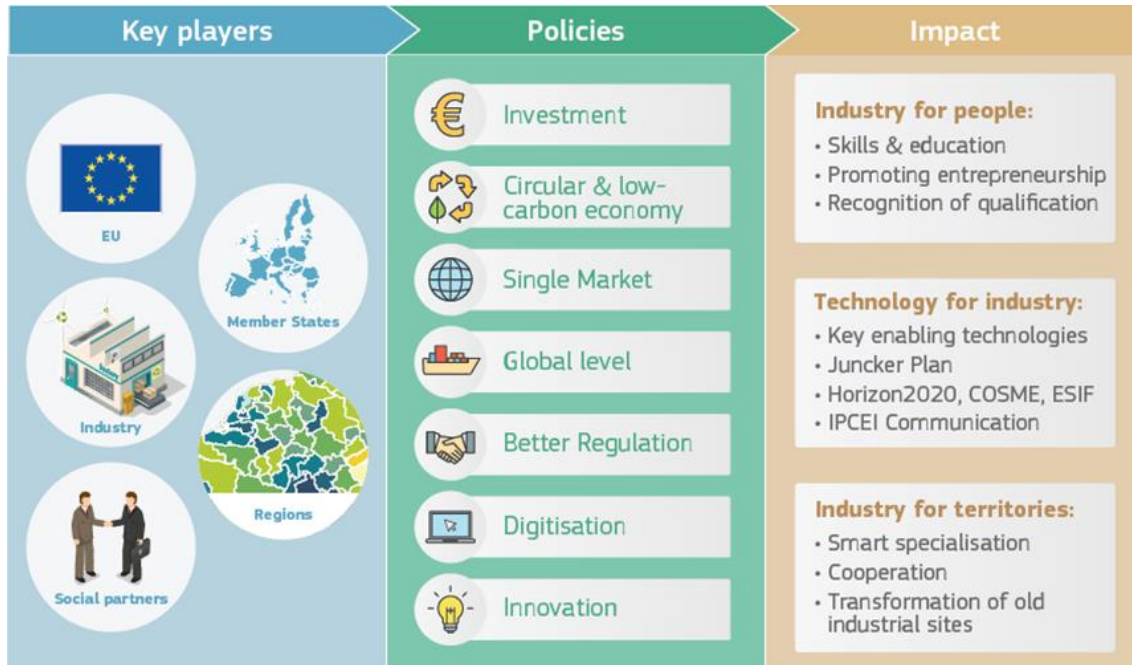 Key players
EU
Member States
Industry
Regions
Social partners
Policies
Investment
Circular & low-
carbon economy
Single Market
Global level
Better Regulation
Digitisation
Innovation
Impact
Industry for people:
• Skills & education
• Promoting entrepreneurship
• Recognition of qualification
Technology for industry:
• Key enabling technologies
• Juncker Plan
• Horizon2020, COSME, ESIF
• IPCEI Communication
Industry for territories:
• Smart specialisation
• Cooperation
• Transformation of old
industrial sites